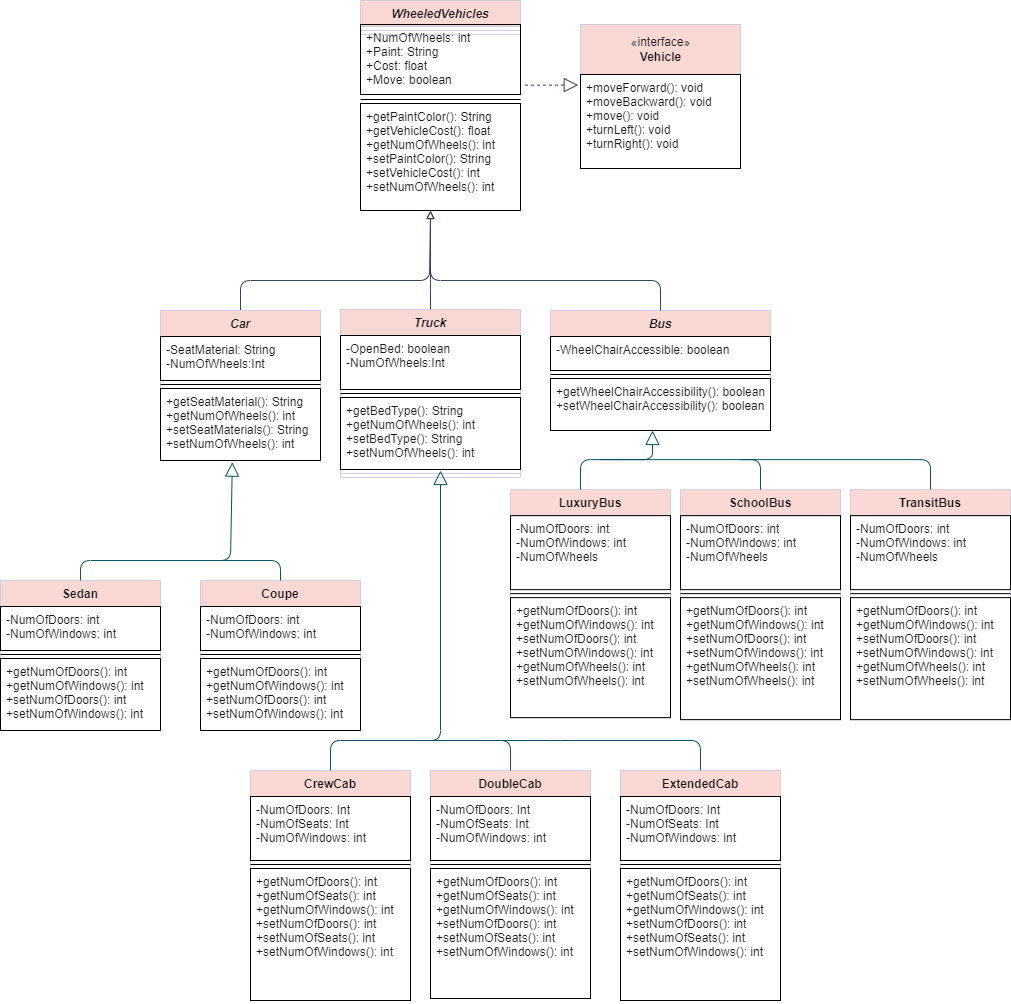 WheeledVehicles
+NumOfWheels: int
+Paint: String
+Cost: float
+Move: boolean
+getPaintColor(): String
+getVehicleCost(): float
+getNumOfWheels(): int
+setPaintColor(): String
+setVehicleCost(): int
+setNumOfWheels(): int
«interface»
Vehicle
+moveForward(): void
+moveBackward(): void
+move(): void
+turnLeft(): void
+turnRight(): void
Car
-SeatMaterial: String
-NumOfWheels:Int
+getSeatMaterial(): String
+getNumOfWheels(): int
+setSeatMaterials(): String
+setNumOfWheels(): int
Truck
-OpenBed: boolean
-NumOfWheels:Int
+getBedType(): String
+getNumOfWheels(): int
+setBedType(): String
+setNumOfWheels(): int
Bus
-WheelChairAccessible: boolean
+getWheelChairAccessibility(): boolean
+setWheelChairAccessibility(): boolean
LuxuryBus
-NumOfDoors: int
-NumOfWindows: int
-NumOfWheels
+getNumOfDoors(): int
+getNumOfWindows(): int
+setNumOfDoors(): int
+setNumOfWindows(): int
+getNumOfWheels(): int
+setNumOfWheels(): int
SchoolBus
-NumOfDoors: int
-NumOfWindows: int
-NumOfWheels
+getNumOfDoors(): int
+getNumOfWindows(): int
+setNumOfDoors(): int
+setNumOfWindows(): int
+getNumOfWheels(): int
+setNumOfWheels(): int
TransitBus
-NumOfDoors: int
-NumOfWindows: int
-NumOfWheels
+getNumOfDoors(): int
+getNumOfWindows(): int
+setNumOfDoors(): int
+setNumOfWindows(): int
+getNumOfWheels(): int
+setNumOfWheels(): int
Sedan
-NumOfDoors: int
-NumOfWindows: int
+getNumOfDoors(): int
+getNumOfWindows(): int
+setNumOfDoors(): int
+setNumOfWindows(): int
Coupe
-NumOfDoors: int
-NumOfWindows: int
+getNumOfDoors(): int
+getNumOfWindows(): int
+setNumOfDoors(): int
+setNumOfWindows(): int
CrewCab
-NumOfDoors: Int
-NumOfSeats: Int
-NumOfWindows: int
+getNumOfDoors(): int
+getNumOfSeats(): int
+getNumOfWindows(): int
+setNumOfDoors(): int
+setNumOfSeats(): int
+setNumOfWindows(): int
DoubleCab
-NumOfDoors: Int
-NumOfSeats: Int
-NumOfWindows: int
+getNumOfDoors(): int
+getNumOfSeats(): int
+getNumOfWindows(): int
+setNumOfDoors(): int
+setNumOfSeats(): int
+setNumOfWindows(): int
ExtendedCab
-NumOfDoors: Int
-NumOfSeats: Int
-NumOfWindows: int
+getNumOfDoors(): int
+getNumOfSeats(): int
+getNumOfWindows(): int
+setNumOfDoors(): int
+setNumOfSeats(): int
+setNumOfWindows(): int